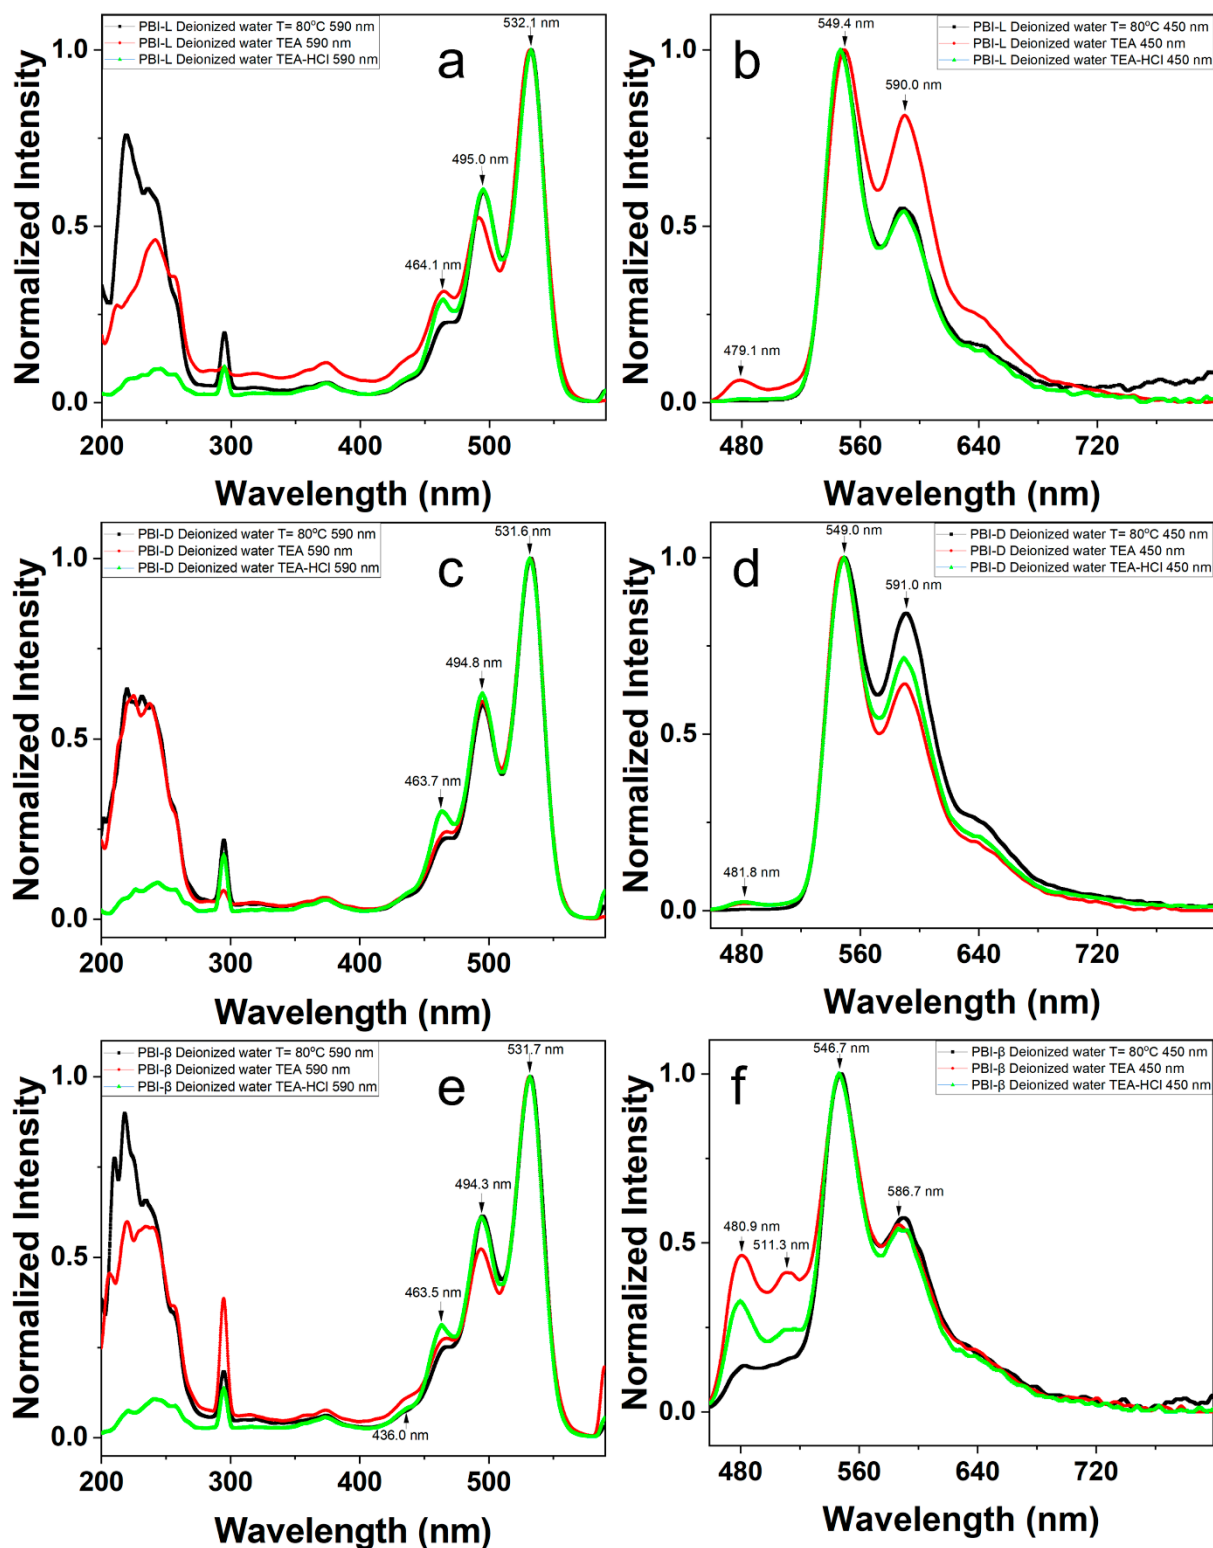 PBI-L Deionized water T= 80°C 590 nm
PBI-L Deionized water TEA 590 nm
PBI-L Deionized water TEA-HCl 590 nm
a
532.1 nm
495.0 nm
464.1 nm
1.0
0.5
0.0
Normalized Intensity
200 300 400 500
Wavelength (nm)
PBI-L Deionized water T= 80°C 450 nm
PBI-L Deionized water TEA 450 nm
PBI-L Deionized water TEA-HCl 450 nm
b
549.4 nm
590.0 nm
479.1 nm
1.0
0.5
0.0
Normalized Intensity
480 560 640 720
Wavelength (nm)
PBI-D Deionized water T= 80°C 590 nm
PBI-D Deionized water TEA 590 nm
PBI-D Deionized water TEA-HCl 590 nm
c
531.6 nm
494.8 nm
463.7 nm
1.0
0.5
0.0
Normalized Intensity
200 300 400 500
Wavelength (nm)
PBI-D Deionized water T= 80°C 450 nm
PBI-D Deionized water TEA 450 nm
PBI-D Deionized water TEA-HCl 450 nm
d
549.0 nm
591.0 nm
481.8 nm
1.0
0.5
0.0
Normalized Intensity
480 560 640 720
Wavelength (nm)
PBI-β Deionized water T= 80°C 590 nm
PBI-β Deionized water TEA 590 nm
PBI-β Deionized water TEA-HCl 590 nm
e
531.7 nm
494.3 nm
463.5 nm
436.0 nm
1.0
0.5
0.0
Normalized Intensity
200 300 400 500
Wavelength (nm)
PBI-β Deionized water T= 80°C 450 nm
PBI-β Deionized water TEA 450 nm
PBI-β Deionized water TEA-HCl 450 nm
f
546.7 nm
586.7 nm
480.9 nm
511.3 nm
1.0
0.5
0.0
Normalized Intensity
480 560 640 720
Wavelength (nm)